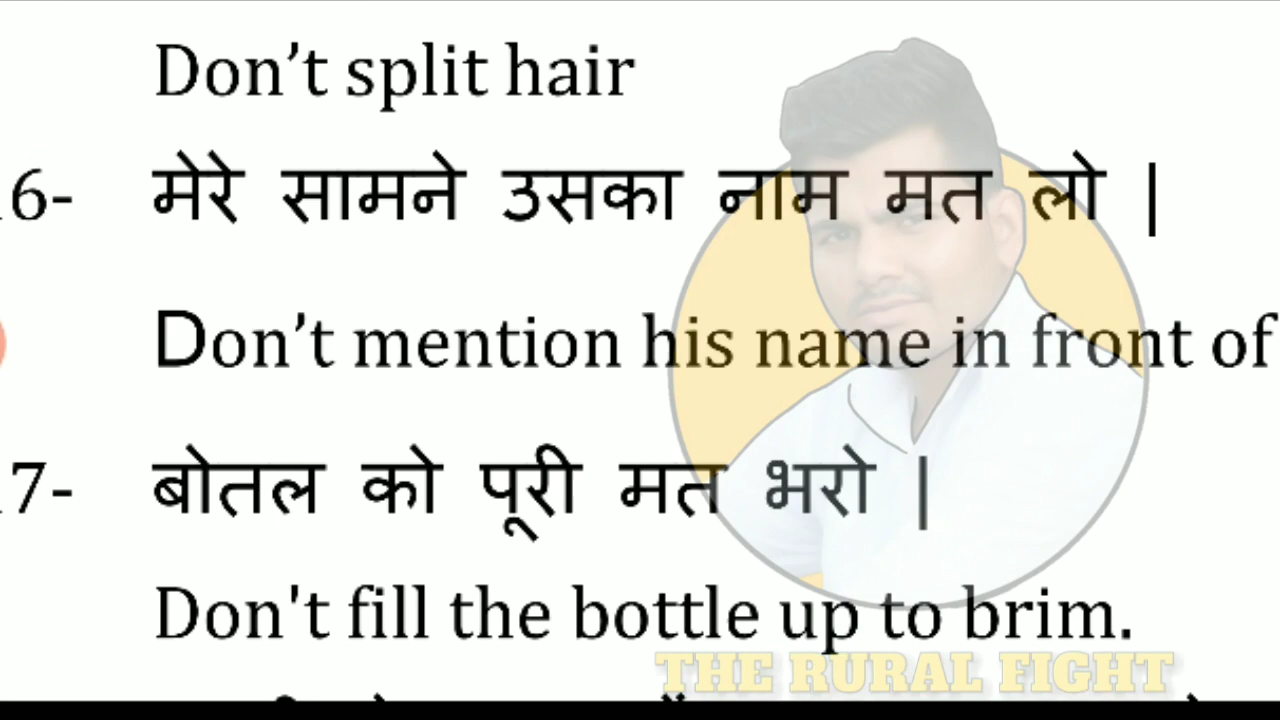 Don’t split hair
16- मेरे सामने उसका नाम मत लो |
Don’t mention his name in front of
17- बोतल को पूरी मत भरो |
Don't fill the bottle up to brim.
THE RURAL FIGHT